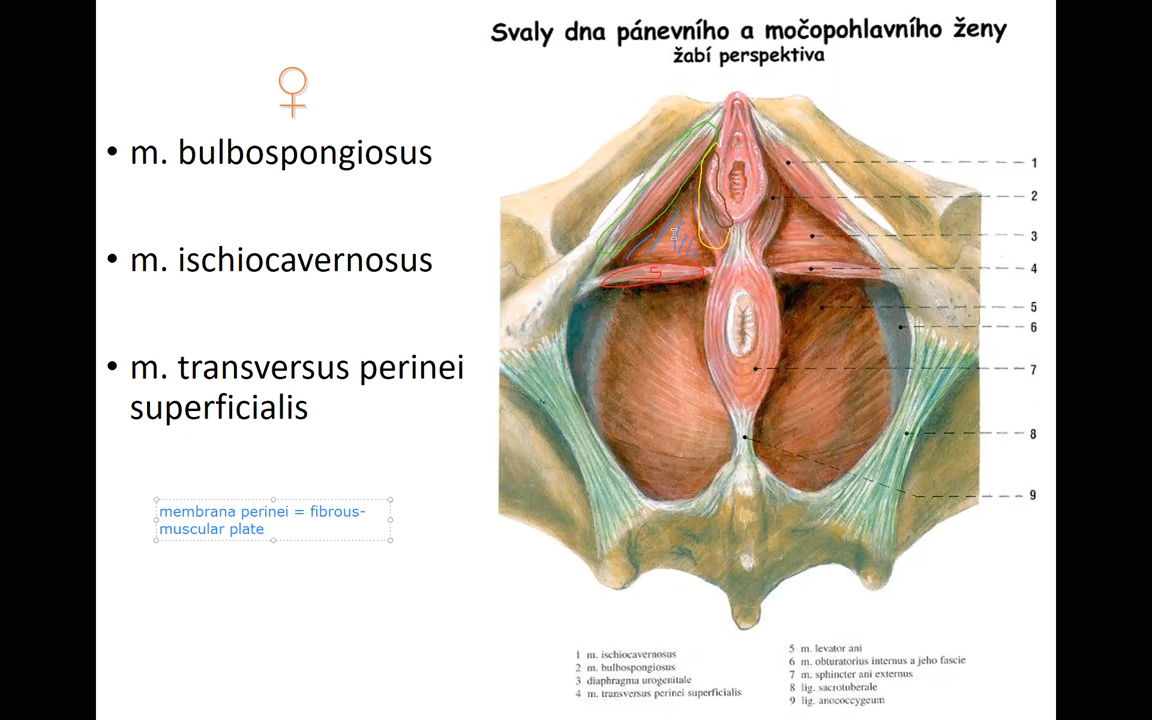 Svaly dna pánevního a močopohlavního ženy
žabí perspektiva
♀
• m. bulbospongiosus
• m. ischiocavernosus
• m. transversus perinei
superficialis
membrana perinei = fibrous-
muscular plate
1
2
3
4
5
6
7
8
9
5
1 m. ischiocavernosus
2 m. bulbospongiosus
3 diaphragma urogenitale
4 m. transversus perinei superficialis
5 m. levator ani
6 m. obturatorius internus a jeho fascie
7 m. sphincter ani externus
8 lig. sacrotuberale
9 lig. anococcygeum